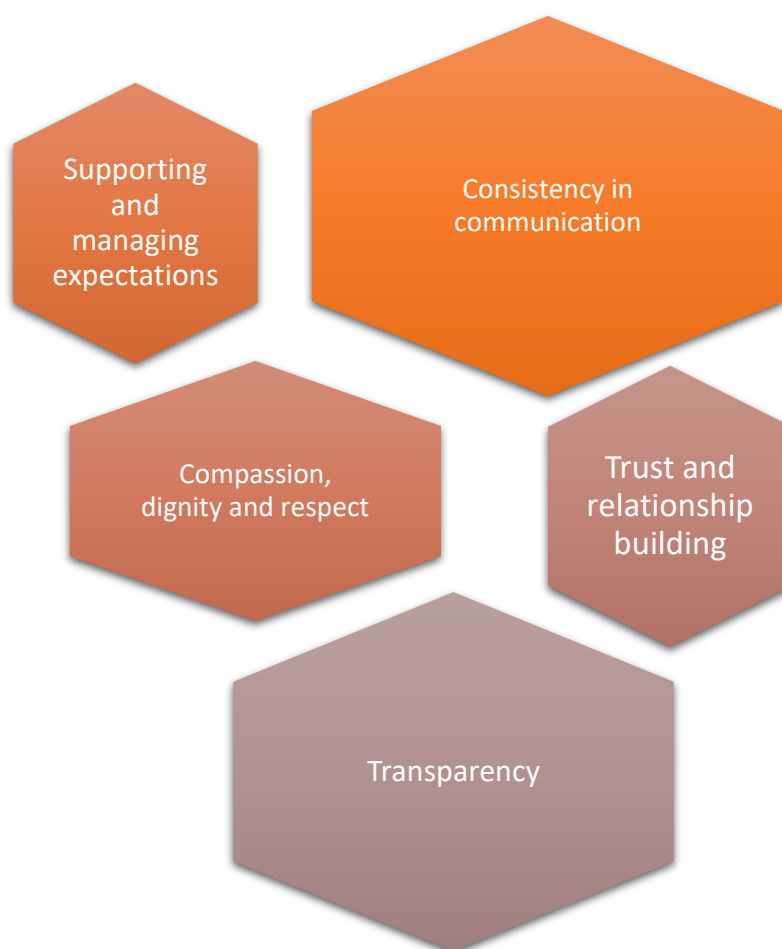 Supporting
and
managing
expectations
Consistency in
communication
Compassion,
dignity and respect
Trust and
relationship
building
Transparency